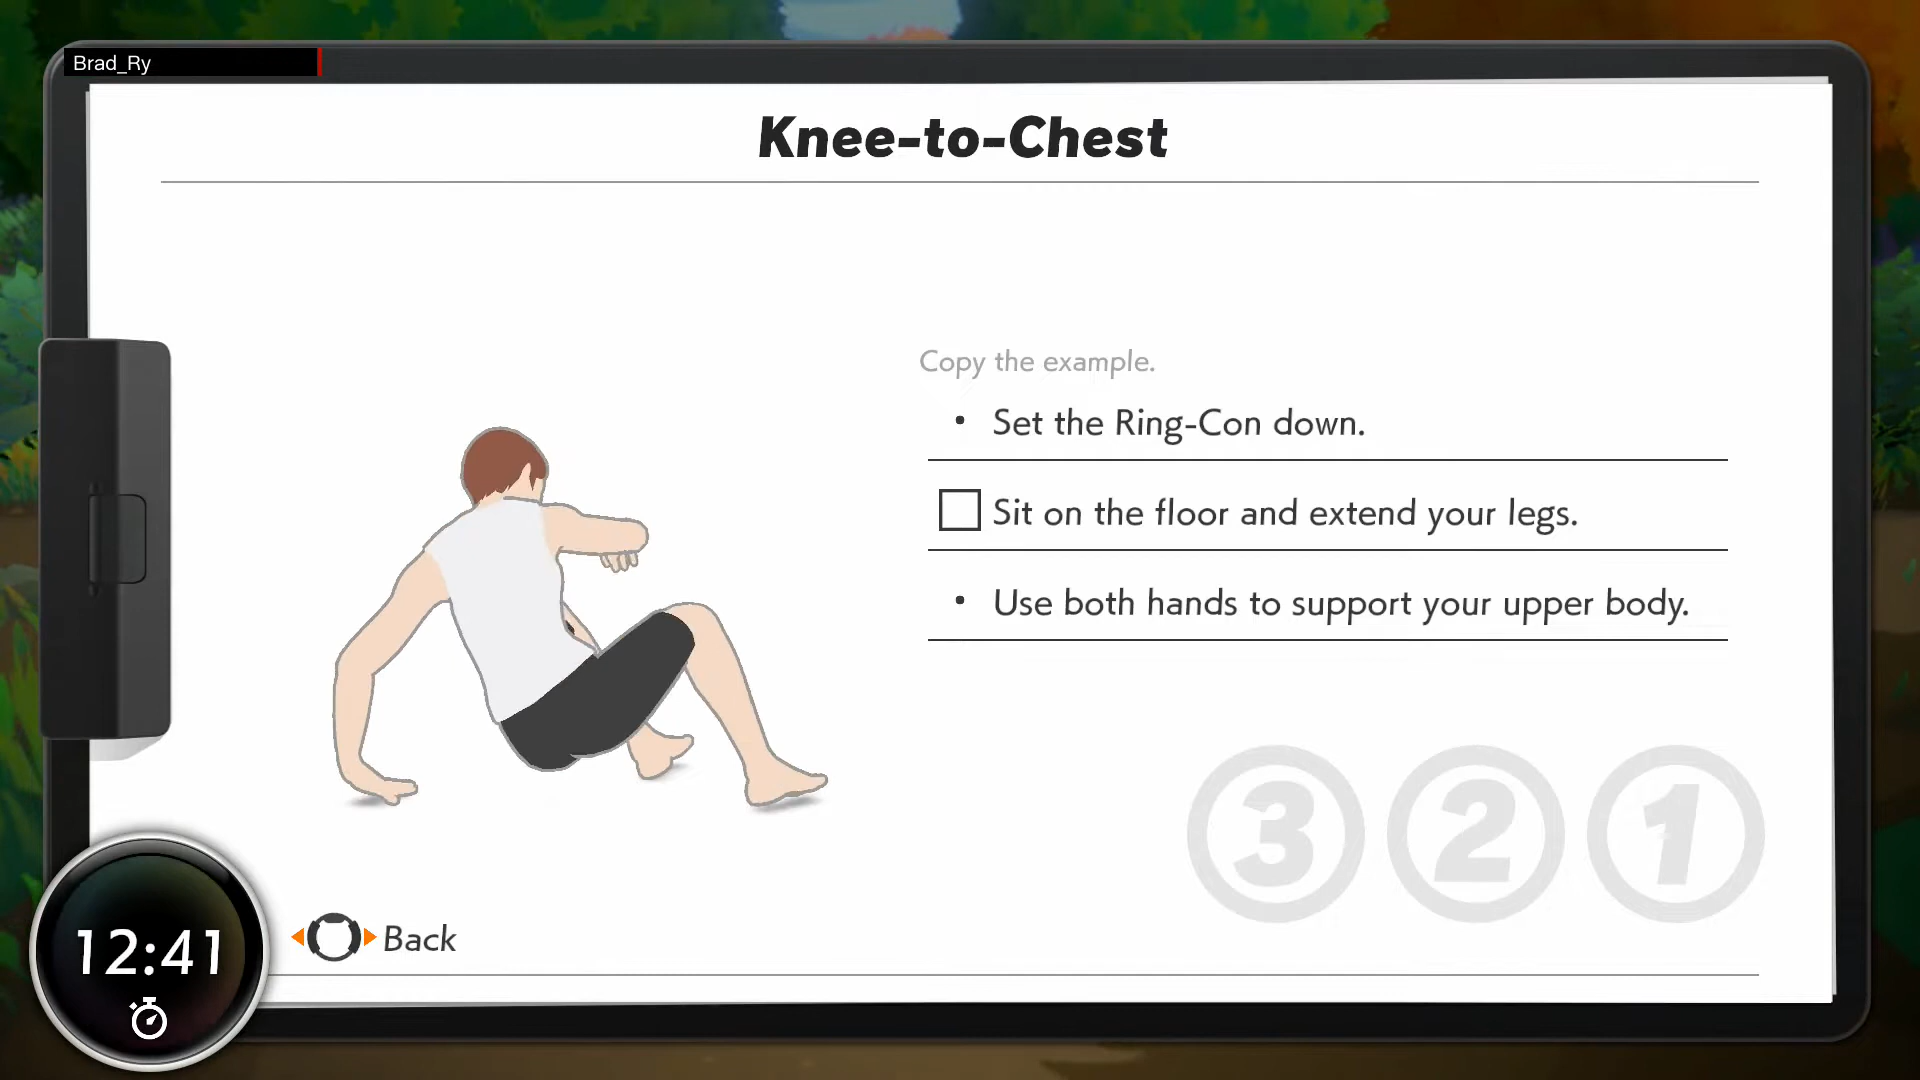 Brad_Ry
Knee-to-Chest
Copy the example.
• Set the Ring-Con down.
Sit on the floor and extend your legs.
• Use both hands to support your upper body.
3 2 1
Back
12:41